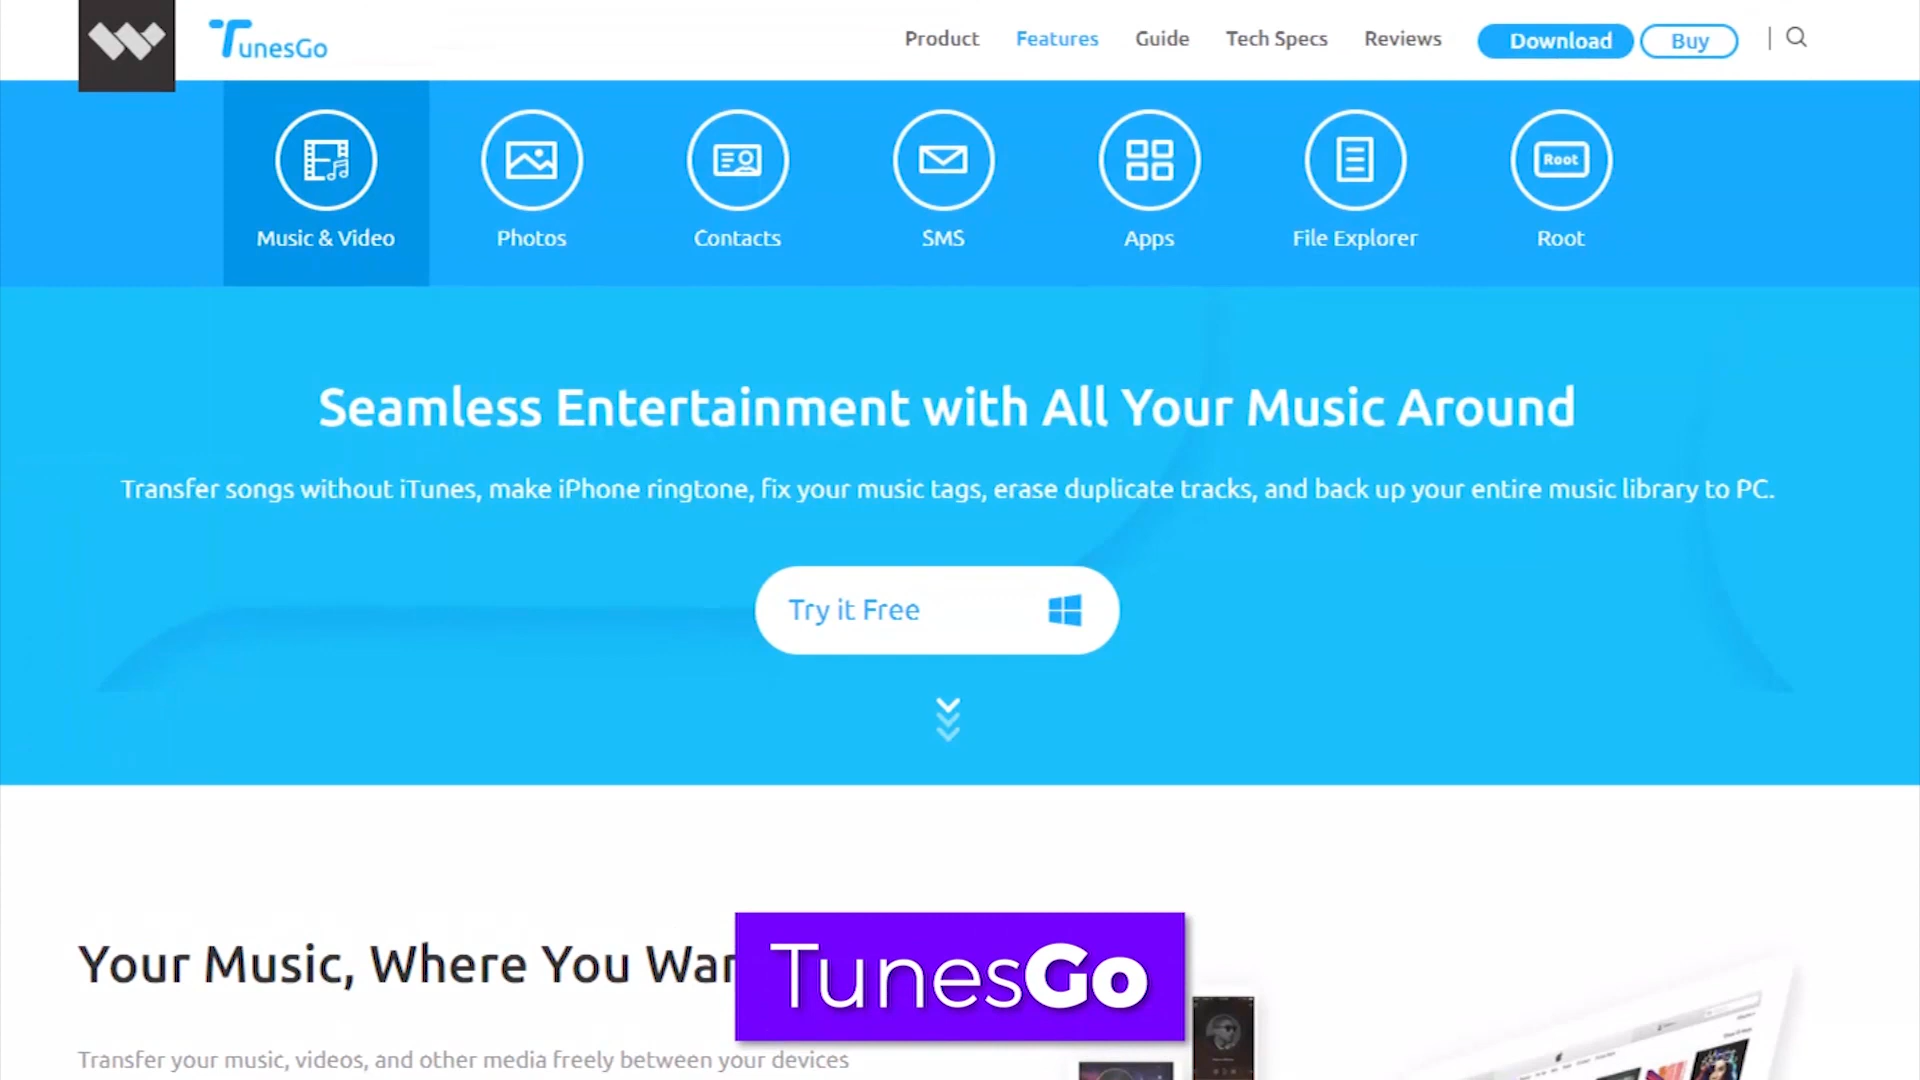 TunesGo
Product Features Guide Tech Specs Reviews Download Buy
Root
Music & Video Photos Contacts SMS Apps File Explorer Root
Seamless Entertainment with All Your Music Around
Transfer songs without iTunes, make iPhone ringtone, fix your music tags, erase duplicate tracks, and back up your entire music library to PC.
Try it Free
Your Music, Where You
TunesGo
Transfer your music, videos, and other media freely between your devices